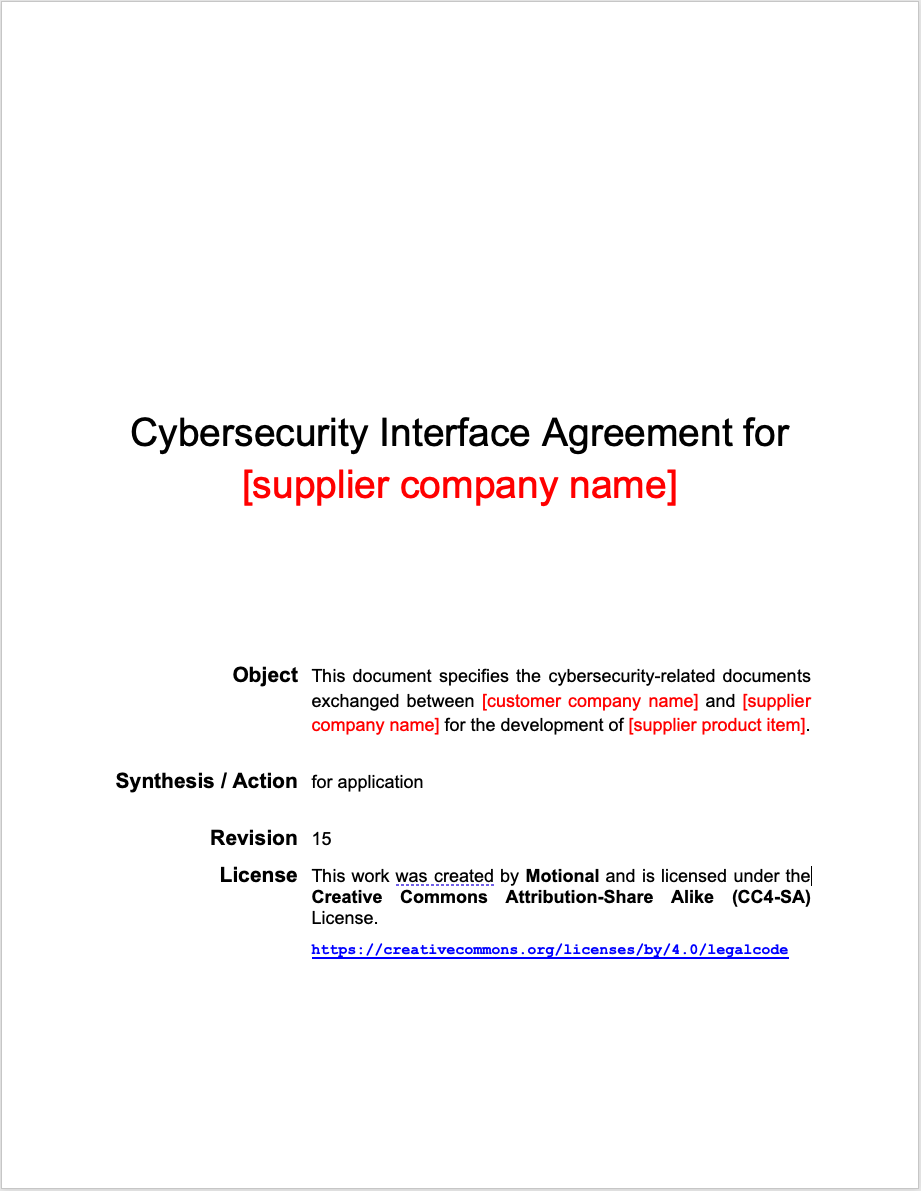 Cybersecurity Interface Agreement for
[supplier company name]
Object This document specifies the cybersecurity-related documents
exchanged between [customer company name] and [supplier
company name] for the development of [supplier product item].
Synthesis / Action for application
Revision 15
License This work was created by Motional and is licensed under the
Creative Commons Attribution-Share Alike (CC4-SA)
License.
https://creativecommons.org/licenses/by/4.0/legalcode